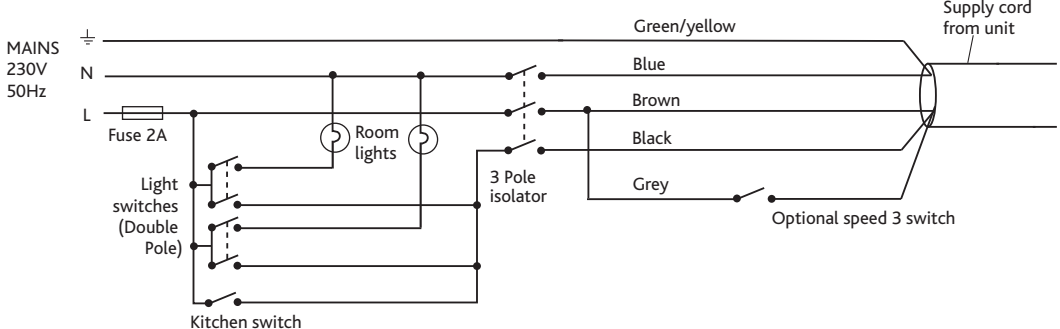 Supply cord
from unit
Green/yellow
MAINS
230V
50Hz
N
Blue
L
Brown
Fuse 2A
Room
lights
Black
3 Pole
isolator
Grey
Light
switches
(Double
Pole)
Optional speed 3 switch
Kitchen switch